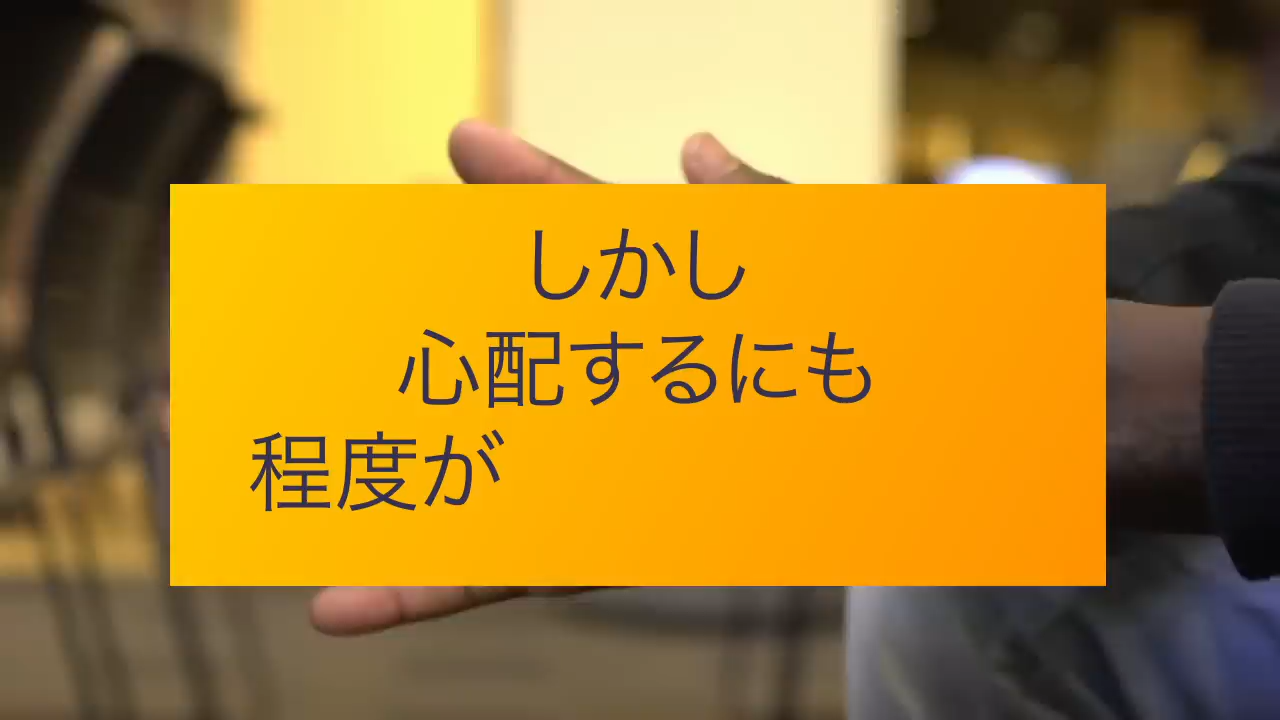 しかし
心配するにも
程度が